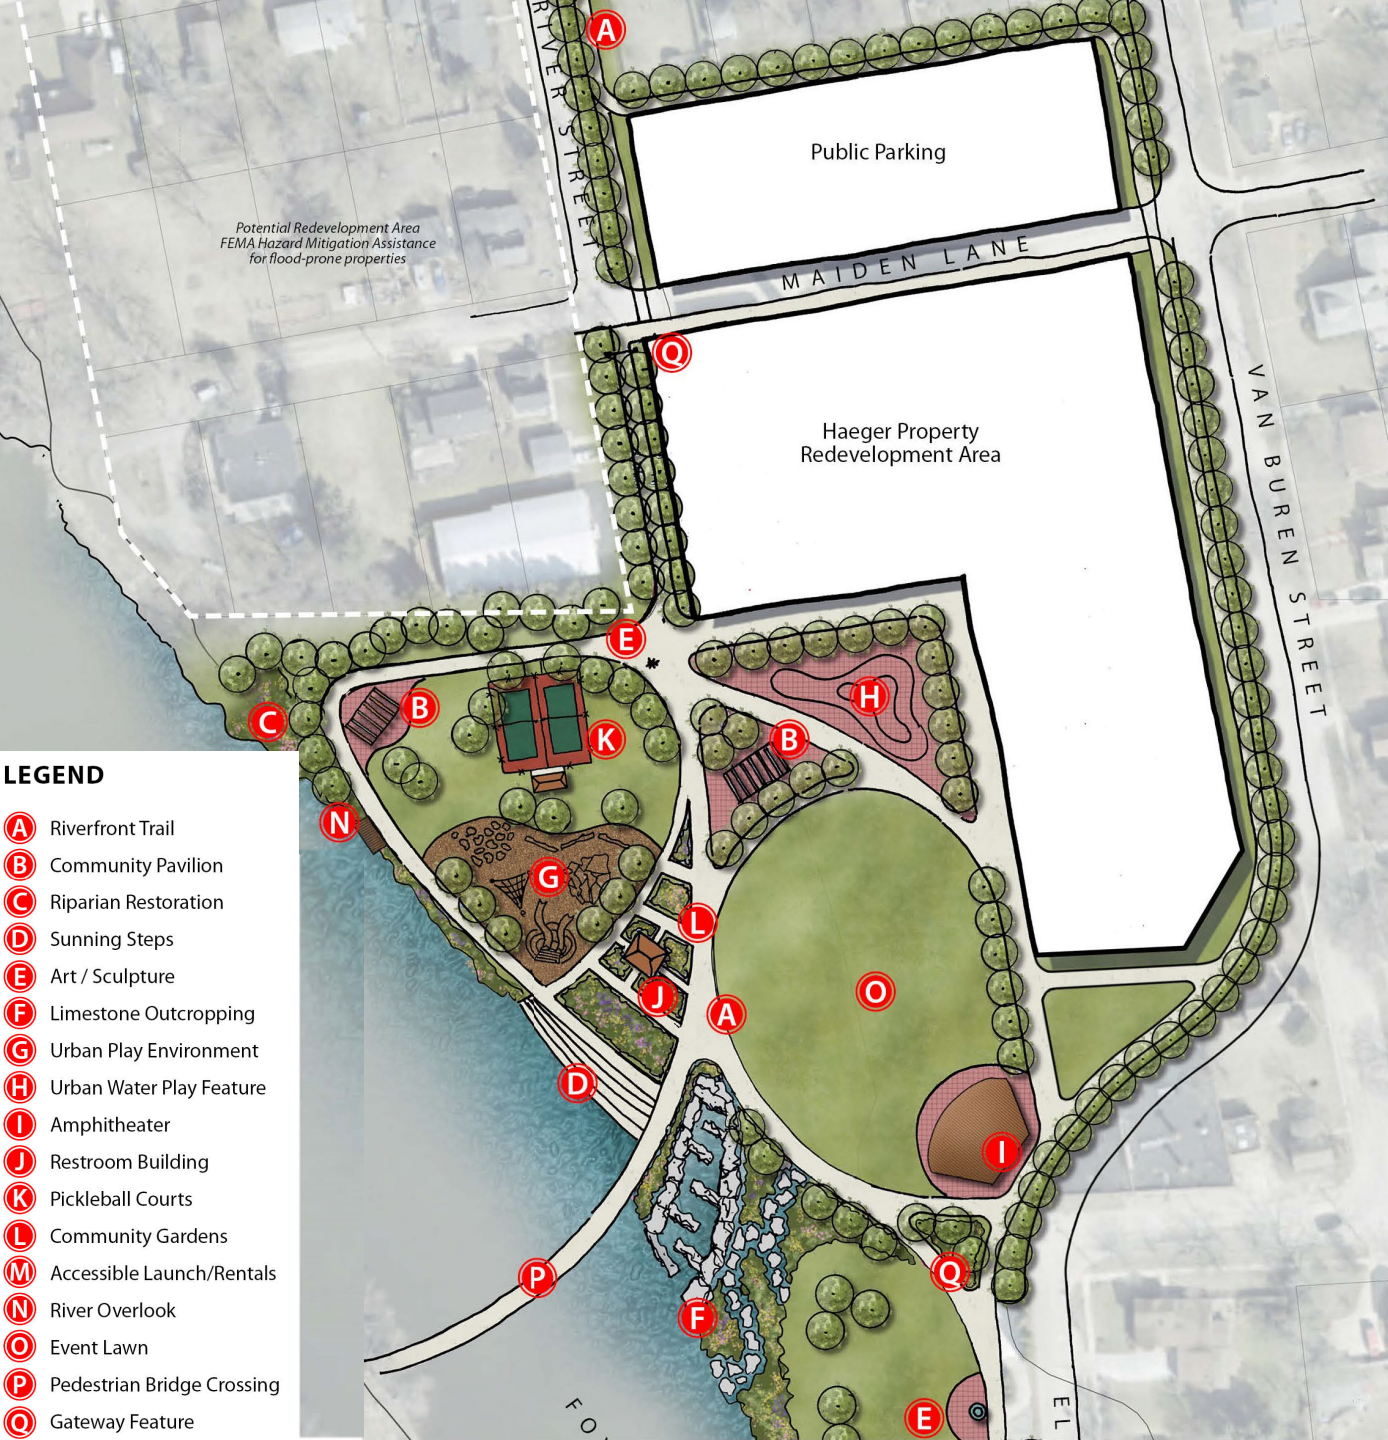 RIVER STREET
A
Public Parking
Potential Redevelopment Area
FEMA Hazard Mitigation Assistance
for flood-prone properties
MAIDEN LANE
Q
Haeger Property
Redevelopment Area
VAN BUREN STREET
E
H
B
B
C
K
N
G
L
J
O
A
D
I
P
Q
F
E
FO
EL
LEGEND
A Riverfront Trail
B Community Pavilion
C Riparian Restoration
D Sunning Steps
E Art / Sculpture
F Limestone Outcropping
G Urban Play Environment
H Urban Water Play Feature
I Amphitheater
J Restroom Building
K Pickleball Courts
L Community Gardens
M Accessible Launch/Rentals
N River Overlook
O Event Lawn
P Pedestrian Bridge Crossing
Q Gateway Feature